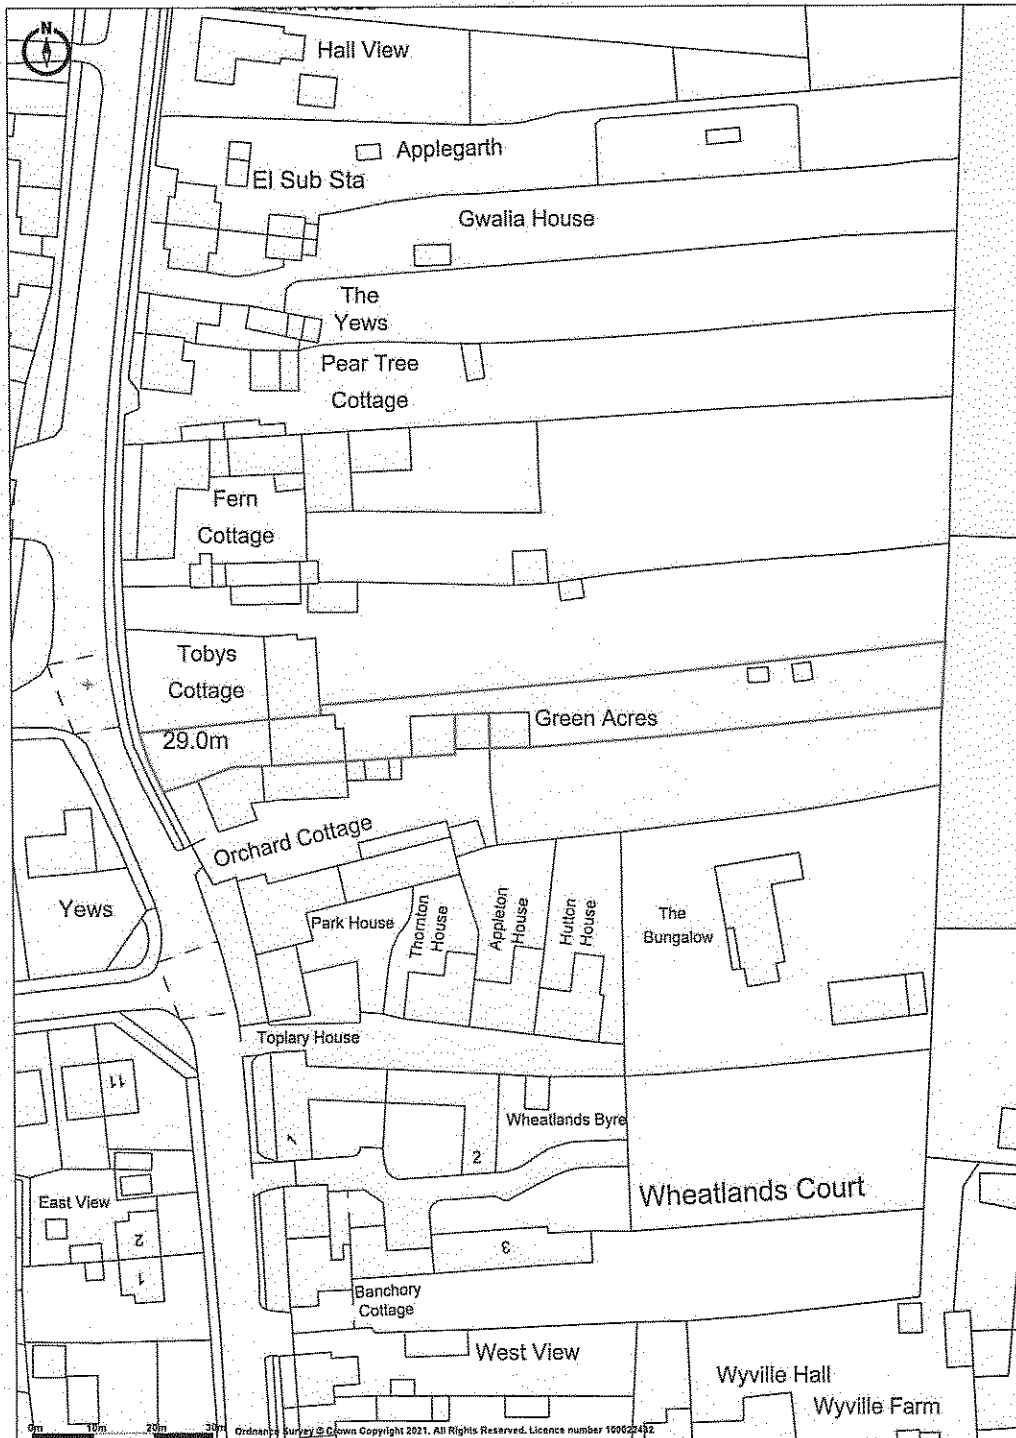 N
Hall View
Applegarth
El Sub Sta
Gwalia House
The
Yews
Pear Tree
Cottage
Fern
Cottage
Tobys
Cottage
Green Acres
29.0m
Orchard Cottage
Yews
Park House
Thornton
House
Appleton
House
Hutton
House
The
Bungalow
Toplary House
11
1
Wheatlands Byre
2
Wheatlands Court
East View
2
3
1
Banchory
Cottage
West View
Wyville Hall
Wyville Farm
0m 10m 20m 30m
Ordnance Survey © Crown Copyright 2021. All Rights Reserved. Licence number 100022432